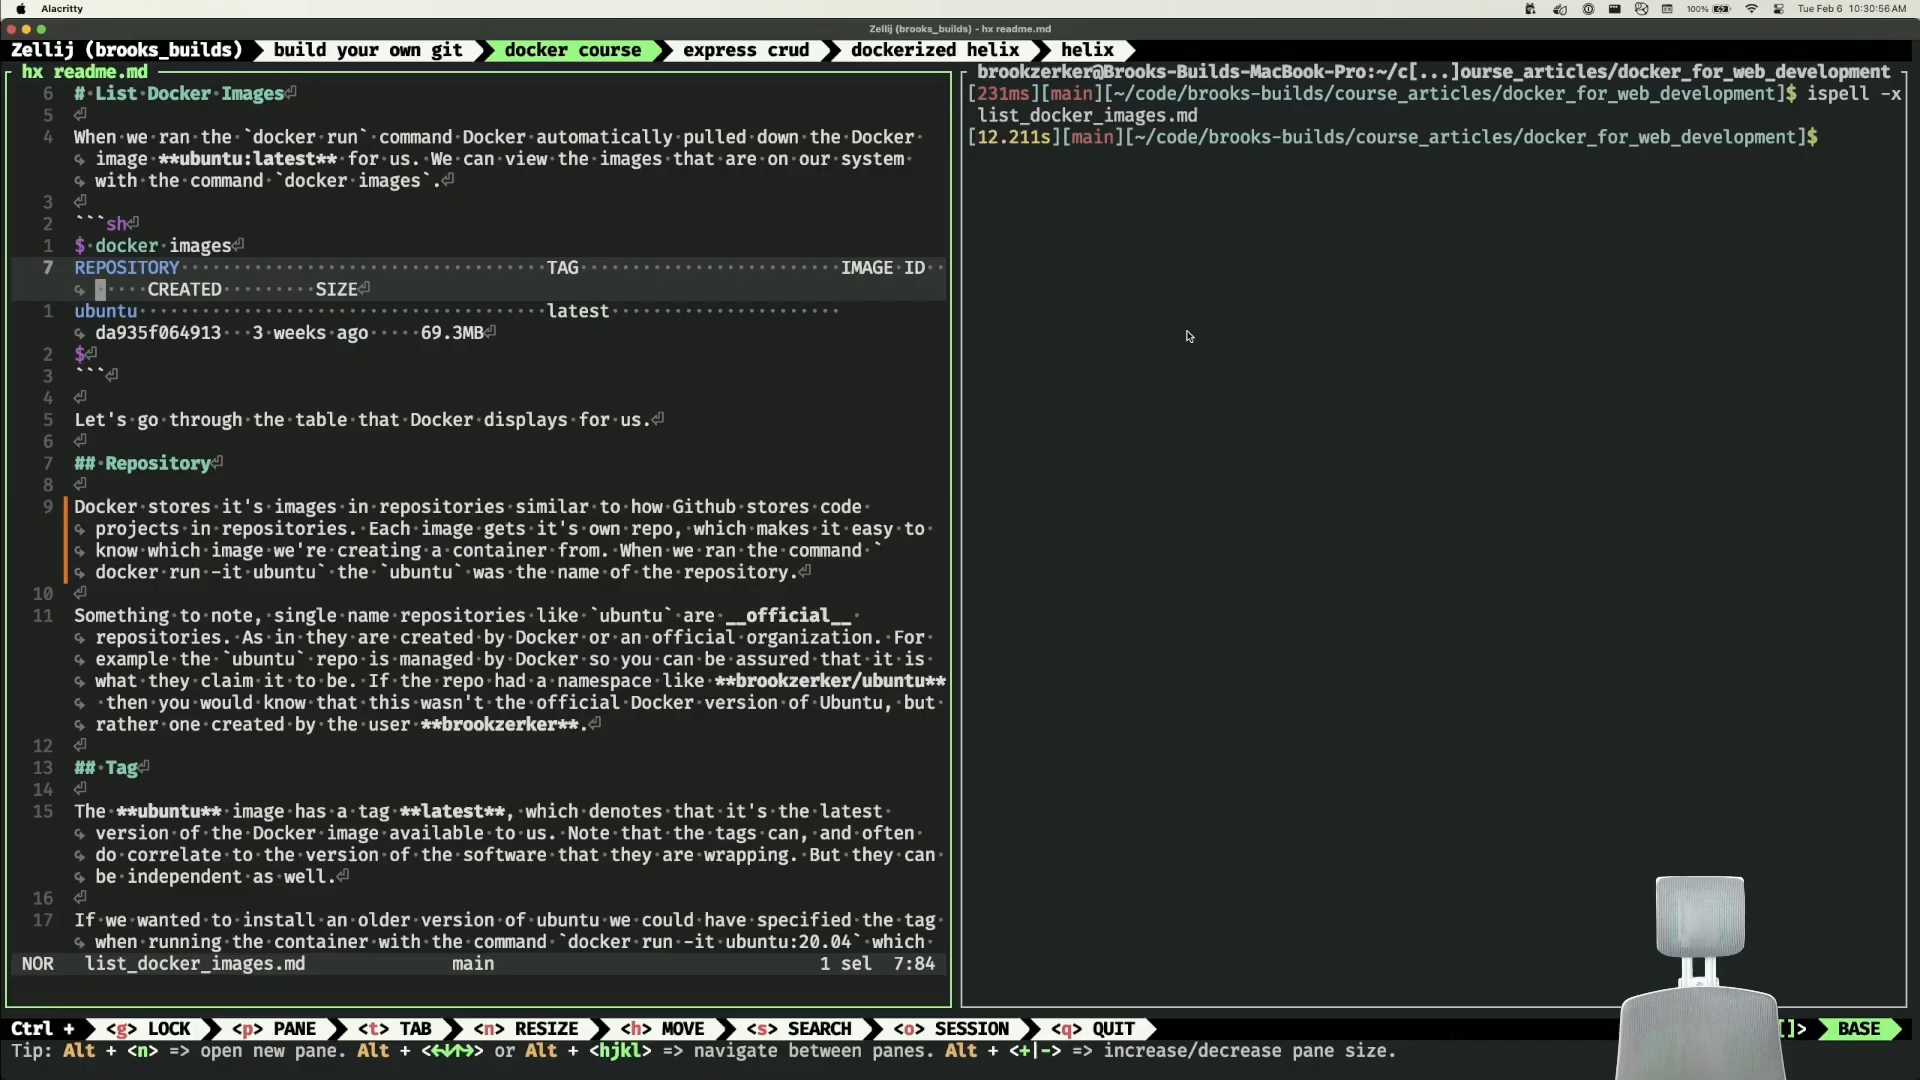 Alacritty
100%
Tue Feb 6 10:30:56 AM
Zellij (brooks_builds) - hx readme.md
Zellij (brooks_builds) build your own git docker course express crud dockerized helix helix
hx readme.md
6 # List Docker Images
5
4 When we ran the `docker run` command Docker automatically pulled down the Docker
image **ubuntu:latest** for us. We can view the images that are on our system
with the command `docker images`.
3
2 ```sh
1 $ docker images
7 REPOSITORY TAG IMAGE ID
CREATED SIZE
1 ubuntu latest
da935f064913 3 weeks ago 69.3MB
2 $
3 ```
4
5 Let's go through the table that Docker displays for us.
6
7 ## Repository
8
9 Docker stores it's images in repositories similar to how Github stores code
projects in repositories. Each image gets it's own repo, which makes it easy to
know which image we're creating a container from. When we ran the command `
docker run -it ubuntu` the `ubuntu` was the name of the repository.
10
11 Something to note, single name repositories like `ubuntu` are __official__
repositories. As in they are created by Docker or an official organization. For
example the `ubuntu` repo is managed by Docker so you can be assured that it is
what they claim it to be. If the repo had a namespace like **brookzerker/ubuntu**
then you would know that this wasn't the official Docker version of Ubuntu, but
rather one created by the user **brookzerker**.
12
13 ## Tag
14
15 The **ubuntu** image has a tag **latest**, which denotes that it's the latest
version of the Docker image available to us. Note that the tags can, and often
do correlate to the version of the software that they are wrapping. But they can
be independent as well.
16
17 If we wanted to install an older version of ubuntu we could have specified the tag
when running the container with the command `docker run -it ubuntu:20.04` which
NOR list_docker_images.md main 1 sel 7:84
brookzerker@Brooks-Builds-MacBook-Pro:~/c[...]ourse_articles/docker_for_web_development
[231ms][main][~/code/brooks-builds/course_articles/docker_for_web_development]$ ispell -x
list_docker_images.md
[12.211s][main][~/code/brooks-builds/course_articles/docker_for_web_development]$
Ctrl + <g> LOCK <p> PANE <t> TAB <n> RESIZE <h> MOVE <s> SEARCH <o> SESSION <q> QUIT []> BASE
Tip: Alt + <n> => open new pane. Alt + <←↓↑→> or Alt + <hjkl> => navigate between panes. Alt + <+|-> => increase/decrease pane size.